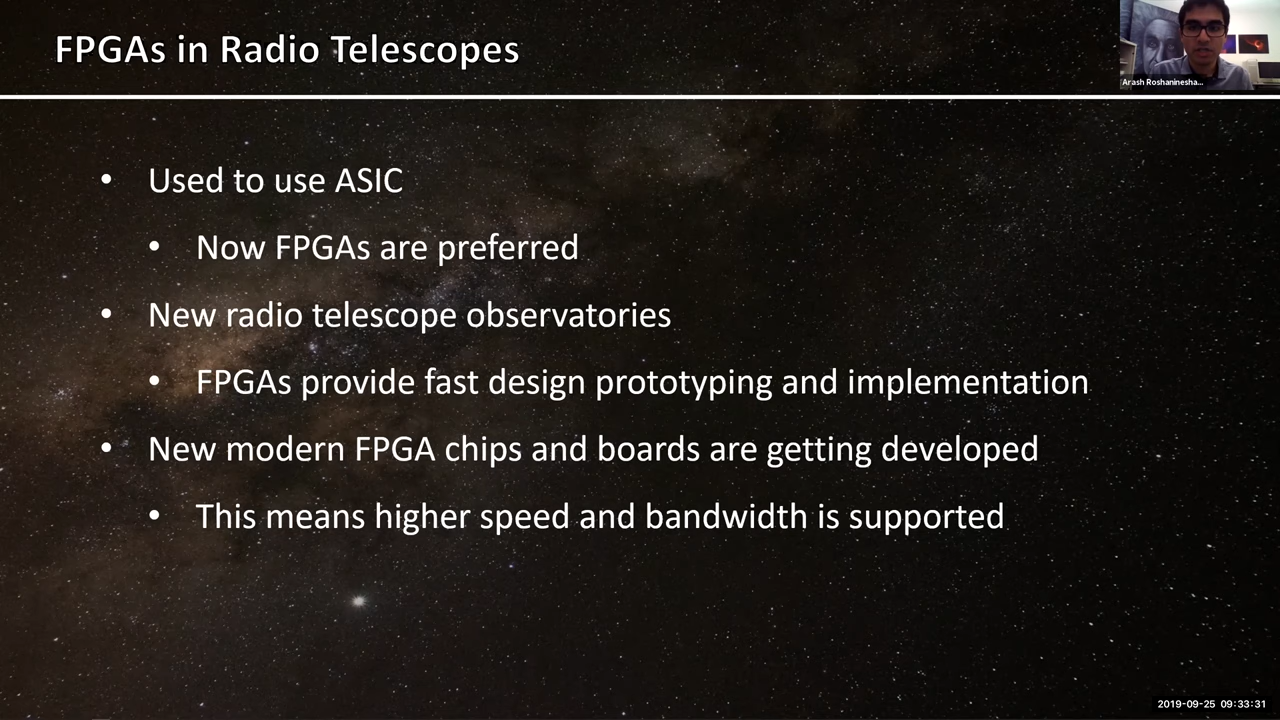 FPGAs in Radio Telescopes
Arash Roshaninesha...
• Used to use ASIC
• Now FPGAs are preferred
• New radio telescope observatories
• FPGAs provide fast design prototyping and implementation
• New modern FPGA chips and boards are getting developed
• This means higher speed and bandwidth is supported
2019-09-25 09:33:31